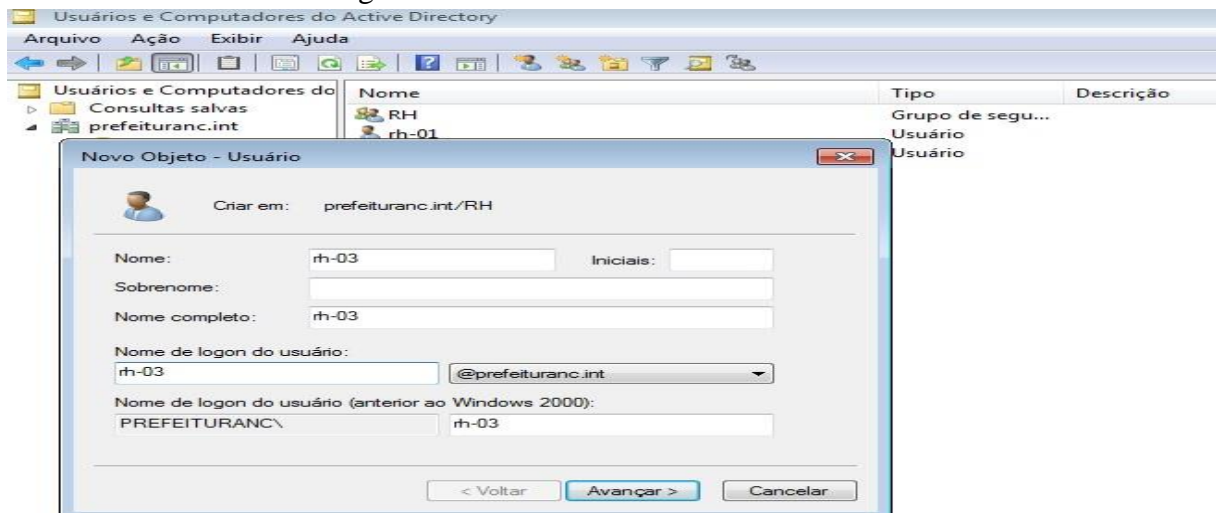 Usuários e Computadores do Active Directory
Arquivo Ação Exibir Ajuda
Usuários e Computadores do
Nome Tipo Descrição
Consultas salvas
RH Grupo de segu...
prefeituranc.int
rh-01 Usuário
Usuário
Novo Objeto - Usuário
Criar em: prefeituranc.int/RH
Nome: rh-03 Iniciais:
Sobrenome:
Nome completo: rh-03
Nome de logon do usuário:
rh-03 @prefeituranc.int
Nome de logon do usuário (anterior ao Windows 2000):
PREFEITURANC\ rh-03
< Voltar Avançar > Cancelar